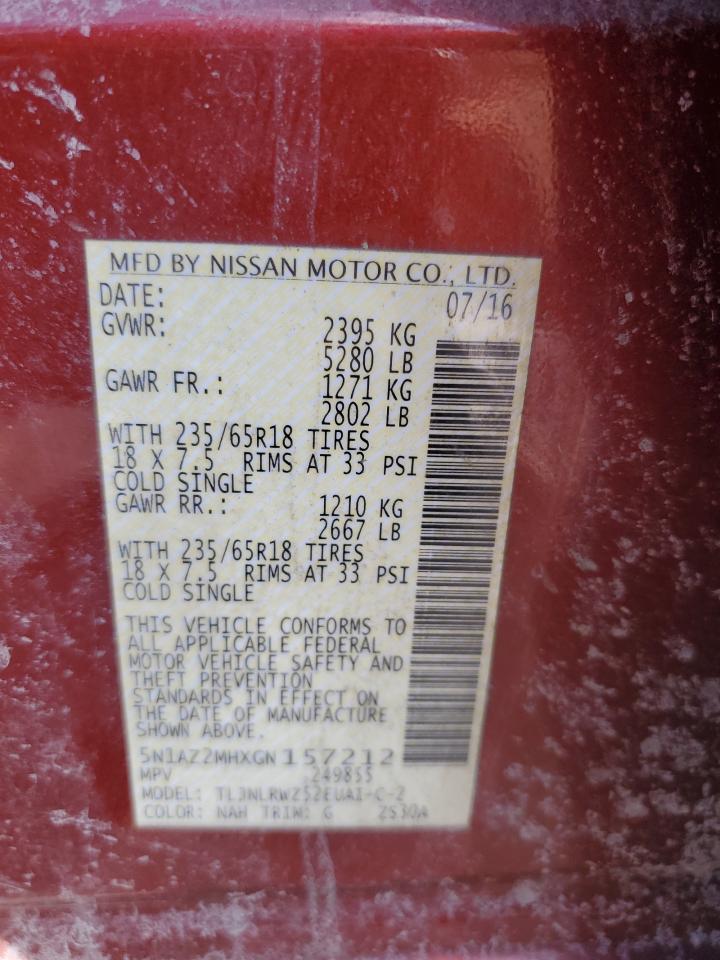 MFD BY NISSAN MOTOR CO., LTD.
DATE: 07/16
GVWR: 2395 KG
5280 LB
GAWR FR.: 1271 KG
2802 LB
WITH 235/65R18 TIRES
18 X 7.5 RIMS AT 33 PSI
COLD SINGLE
GAWR RR.: 1210 KG
2667 LB
WITH 235/65R18 TIRES
18 X 7.5 RIMS AT 33 PSI
COLD SINGLE
THIS VEHICLE CONFORMS TO
ALL APPLICABLE FEDERAL
MOTOR VEHICLE SAFETY AND
THEFT PREVENTION
STANDARDS IN EFFECT ON
THE DATE OF MANUFACTURE
SHOWN ABOVE.
5N1AZ2MHXGN157212
MPV 249855
MODEL:
COLOR: NAH TRIM: G 2S30A